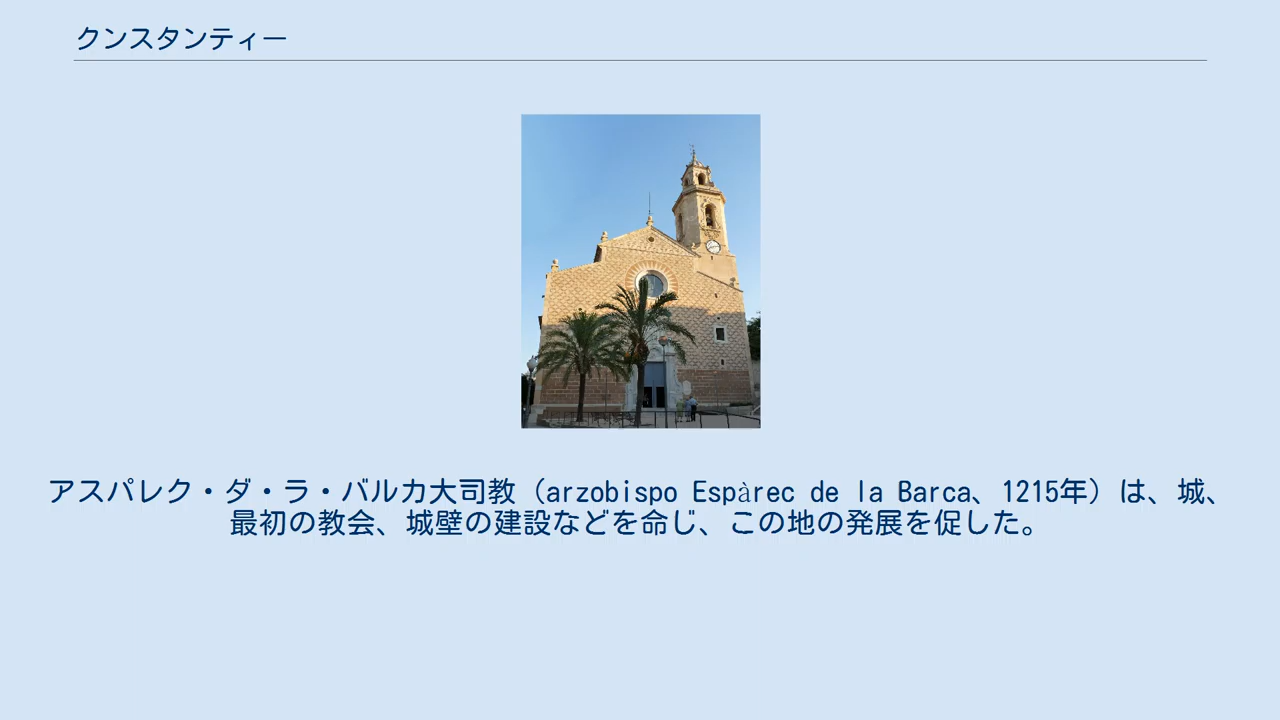 クンスタンティー
アスパレク・ダ・ラ・バルカ大司教（arzobispo Espàrec de la Barca、1215年）は、城、
最初の教会、城壁の建設などを命じ、この地の発展を促した。